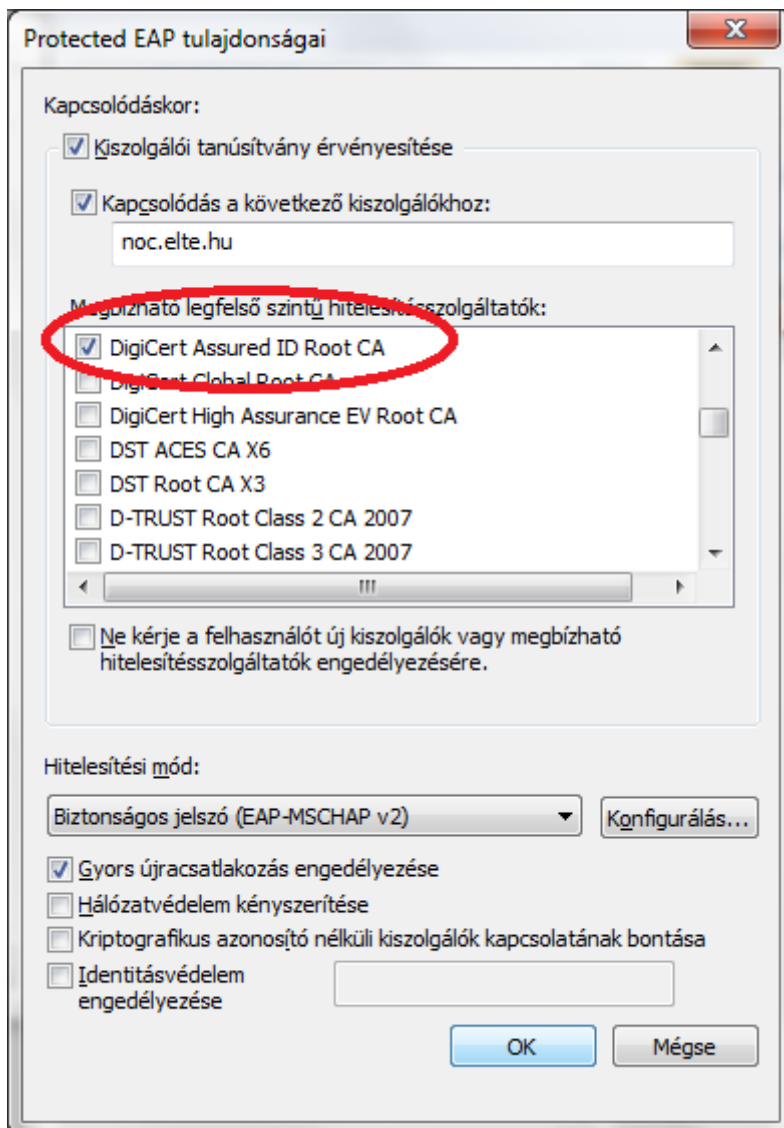 Protected EAP tulajdonságai
Kapcsolódáskor:
Kiszolgálói tanúsítvány érvényesítése
Kapcsolódás a következő kiszolgálókhoz:
noc.elte.hu
Megbízható legfelső szintű hitelesítésszolgáltatók:
DigiCert Assured ID Root CA
DigiCert Global Root CA
DigiCert High Assurance EV Root CA
DST ACES CA X6
DST Root CA X3
D-TRUST Root Class 2 CA 2007
D-TRUST Root Class 3 CA 2007
Ne kérje a felhasználót új kiszolgálók vagy megbízható
hitelesítésszolgáltatók engedélyezésére.
Hitelesítési mód:
Biztonságos jelszó (EAP-MSCHAP v2)
Konfigurálás...
Gyors újracsatlakozás engedélyezése
Hálózatvédelem kényszerítése
Kriptografikus azonosító nélküli kiszolgálók kapcsolatának bontása
Identitásvédelem
engedélyezése
OK
Mégse